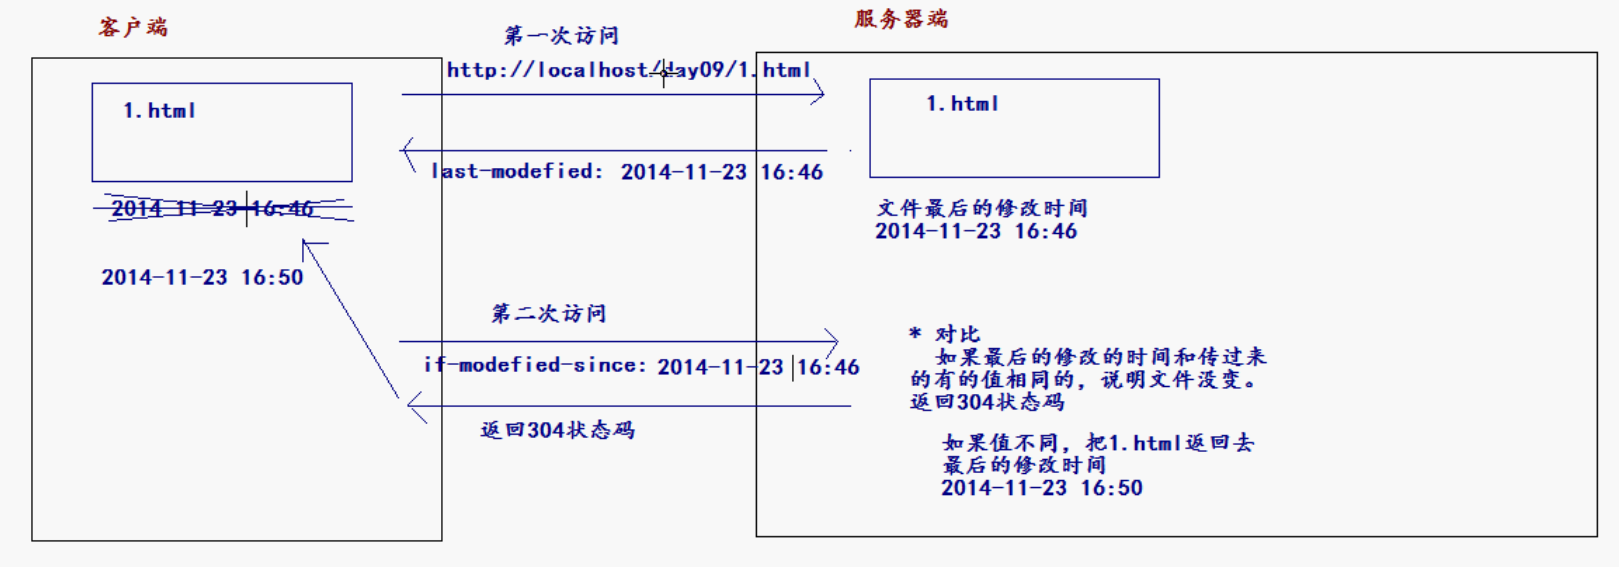 客户端
服务器端
第一次访问
http://localhost/day09/1.html
1.html
1.html
last-modefied: 2014-11-23 16:46
2014-11-23 16:46
文件最后的修改时间
2014-11-23 16:46
2014-11-23 16:50
第二次访问
if-modefied-since: 2014-11-23 16:46
返回304状态码
* 对比
如果最后的修改的时间和传过来
的有的值相同的，说明文件没变。
返回304状态码
如果值不同，把1.html返回去
最后的修改时间
2014-11-23 16:50